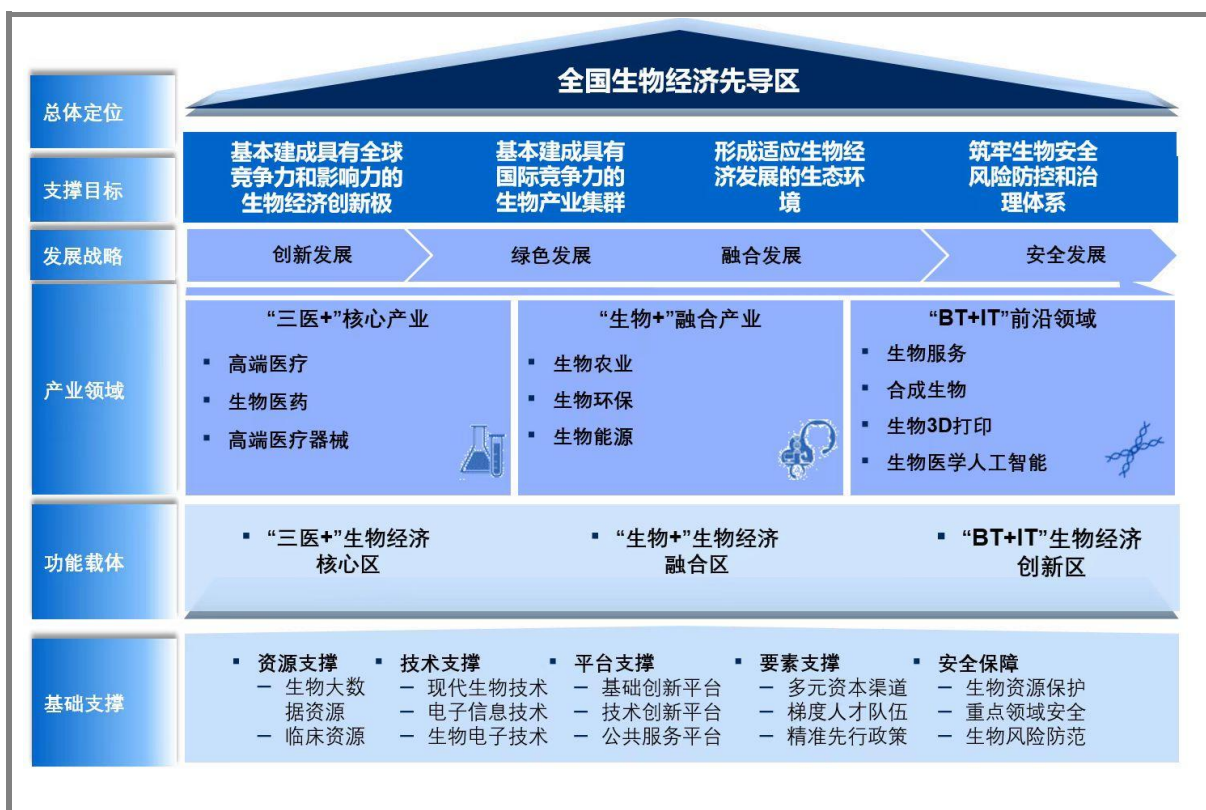 全国生物经济先导区
总体定位
支撑目标
基本建成具有全球
竞争力和影响力的
生物经济创新极
基本建成具有
国际竞争力的
生物产业集群
形成适应生物经
济发展的生态环
境
筑牢生物安全
风险防控和治
理体系
发展战略
创新发展
绿色发展
融合发展
安全发展
产业领域
“三医+”核心产业
▪ 高端医疗
▪ 生物医药
▪ 高端医疗器械
“生物+”融合产业
▪ 生物农业
▪ 生物环保
▪ 生物能源
“BT+IT”前沿领域
▪ 生物服务
▪ 合成生物
▪ 生物3D打印
▪ 生物医学人工智能
功能载体
▪ “三医+”生物经济
核心区
▪ “生物+”生物经济
融合区
▪ “BT+IT”生物经济
创新区
基础支撑
▪ 资源支撑
– 生物大数
据资源
– 临床资源
▪ 技术支撑
– 现代生物技术
– 电子信息技术
– 生物电子技术
▪ 平台支撑
– 基础创新平台
– 技术创新平台
– 公共服务平台
▪ 要素支撑
– 多元资本渠道
– 梯度人才队伍
– 精准先行政策
▪ 安全保障
– 生物资源保护
– 重点领域安全
– 生物风险防范